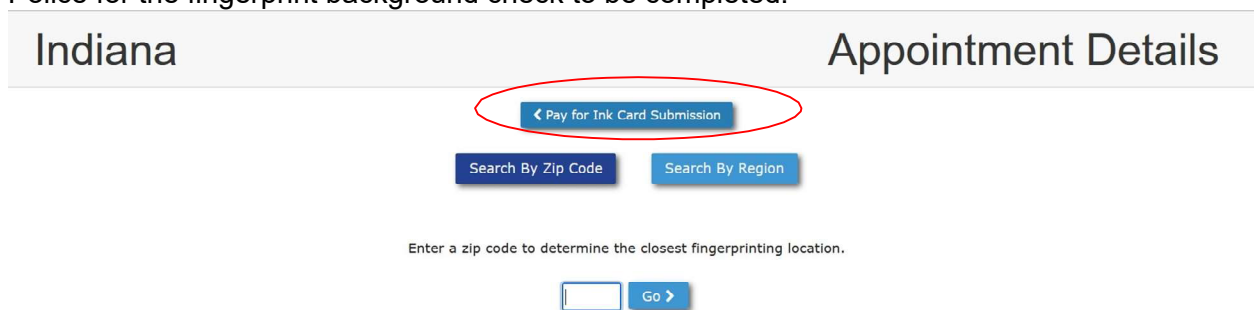 Police for the fingerprint background check to be completed.
Indiana Appointment Details
Pay for Ink Card Submission
Search By Zip Code Search By Region
Enter a zip code to determine the closest fingerprinting location.
Go